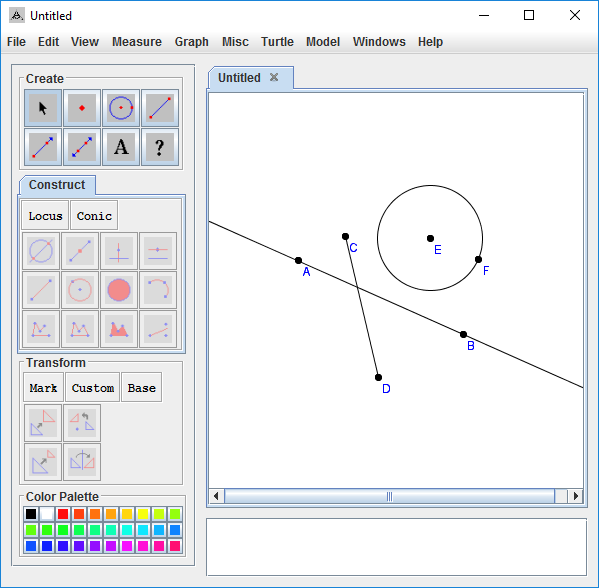 Untitled
File Edit View Measure Graph Misc Turtle Model Windows Help
Create
A ?
Construct
Locus Conic
Transform
Mark Custom Base
Color Palette
Untitled
C
E
A
F
B
D